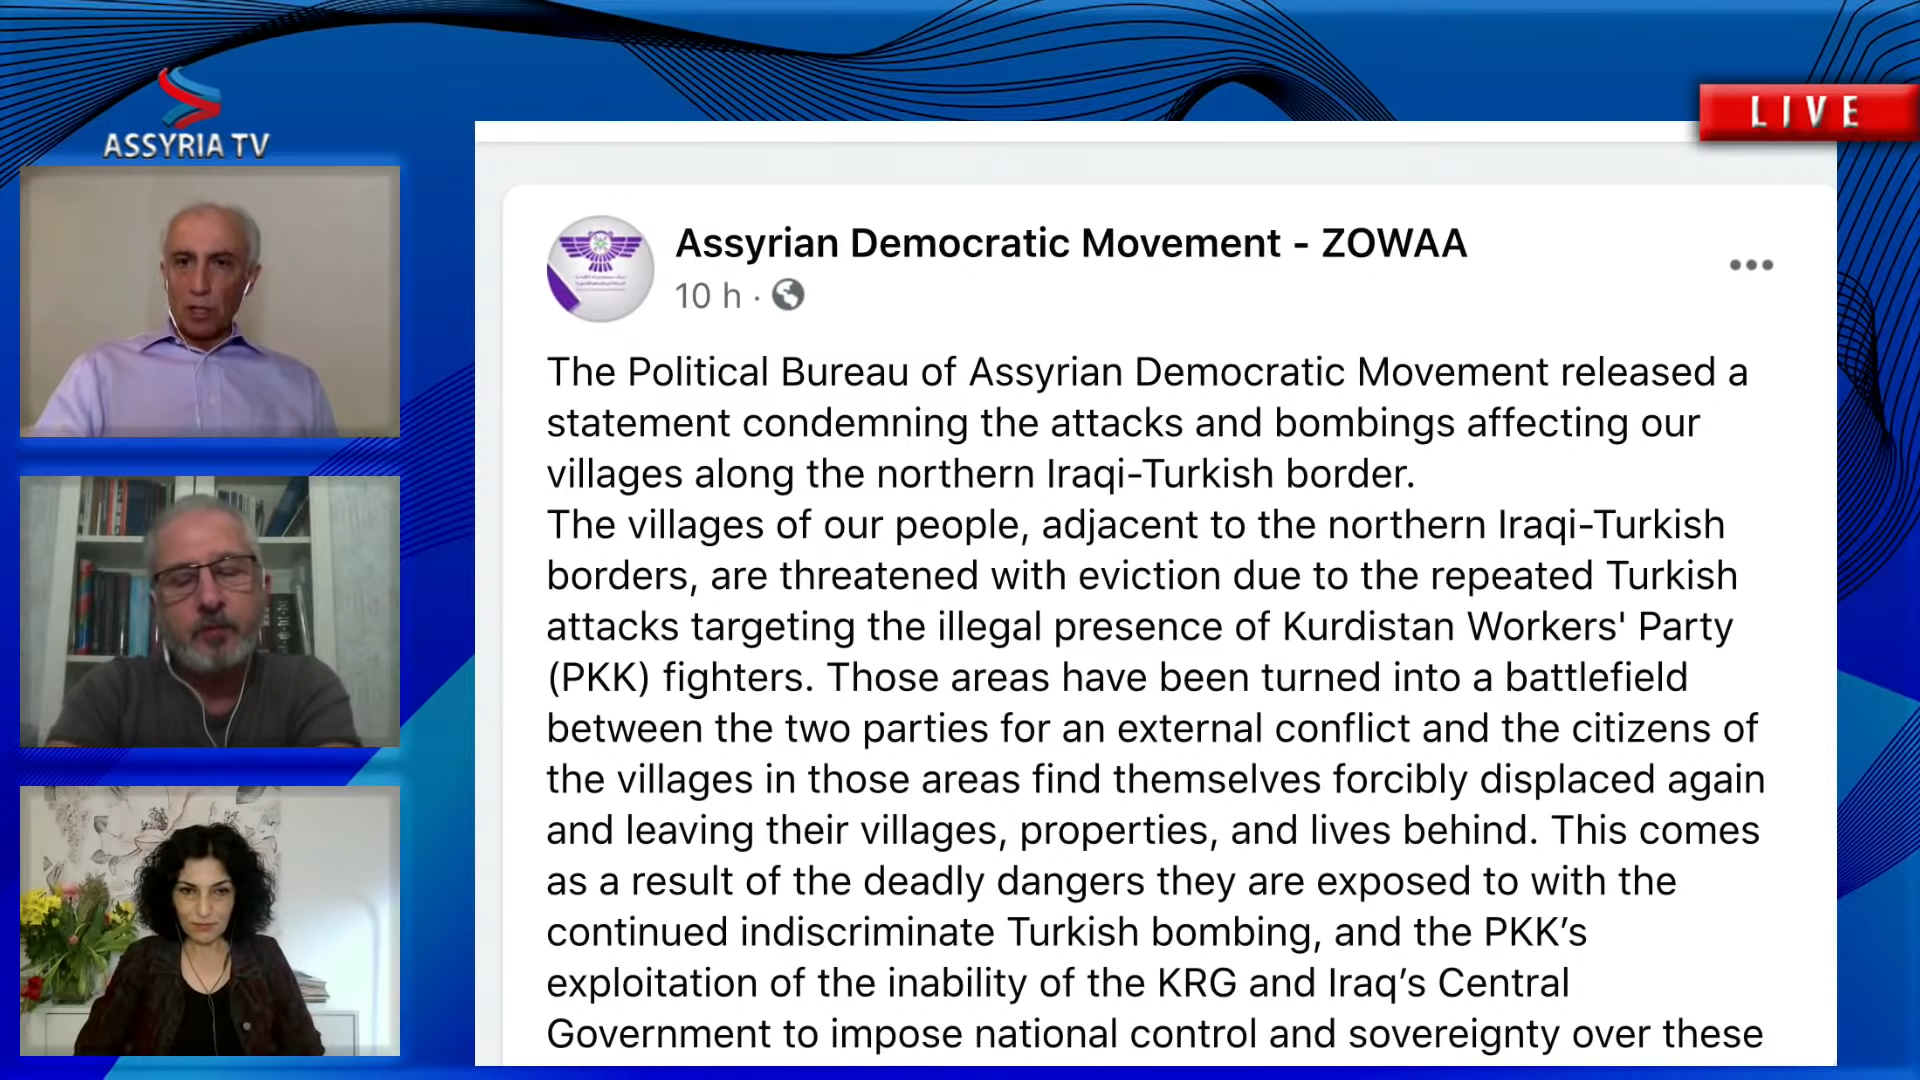 ASSYRIA TV
LIVE
Assyrian Democratic Movement - ZOWAA
10 h ·
The Political Bureau of Assyrian Democratic Movement released a
statement condemning the attacks and bombings affecting our
villages along the northern Iraqi-Turkish border.
The villages of our people, adjacent to the northern Iraqi-Turkish
borders, are threatened with eviction due to the repeated Turkish
attacks targeting the illegal presence of Kurdistan Workers' Party
(PKK) fighters. Those areas have been turned into a battlefield
between the two parties for an external conflict and the citizens of
the villages in those areas find themselves forcibly displaced again
and leaving their villages, properties, and lives behind. This comes
as a result of the deadly dangers they are exposed to with the
continued indiscriminate Turkish bombing, and the PKK’s
exploitation of the inability of the KRG and Iraq’s Central
Government to impose national control and sovereignty over these